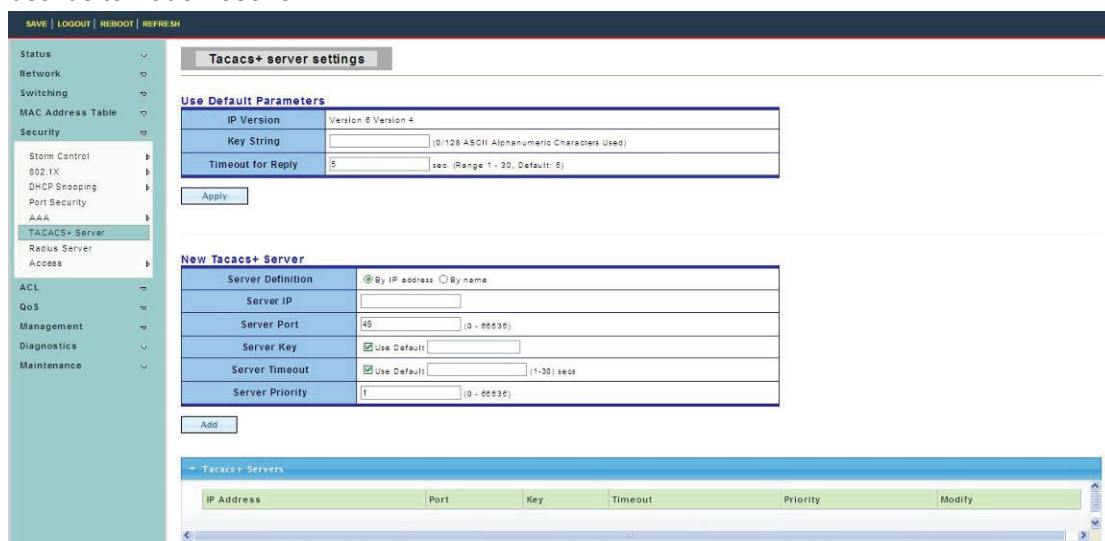 SAVE | LOGOUT | REBOOT | REFRESH
Status
Network
Switching
MAC Address Table
Security
Storm Control
802.1X
DHCP Snooping
Port Security
AAA
TACACS+ Server
Radius Server
Access
ACL
QoS
Management
Diagnostics
Maintenance
Tacacs+ server settings
Use Default Parameters
IP Version Version 6 Version 4
Key String (0/128 ASCII Alphanumeric Characters Used)
Timeout for Reply 5 sec. (Range 1 - 30, Default: 5)
Apply
New Tacacs+ Server
Server Definition By IP address By name
Server IP
Server Port 49 (0 - 65535)
Server Key Use Default
Server Timeout Use Default (1-30) secs
Server Priority 1 (0 - 65535)
Add
Tacacs+ Servers
IP Address Port Key Timeout Priority Modify